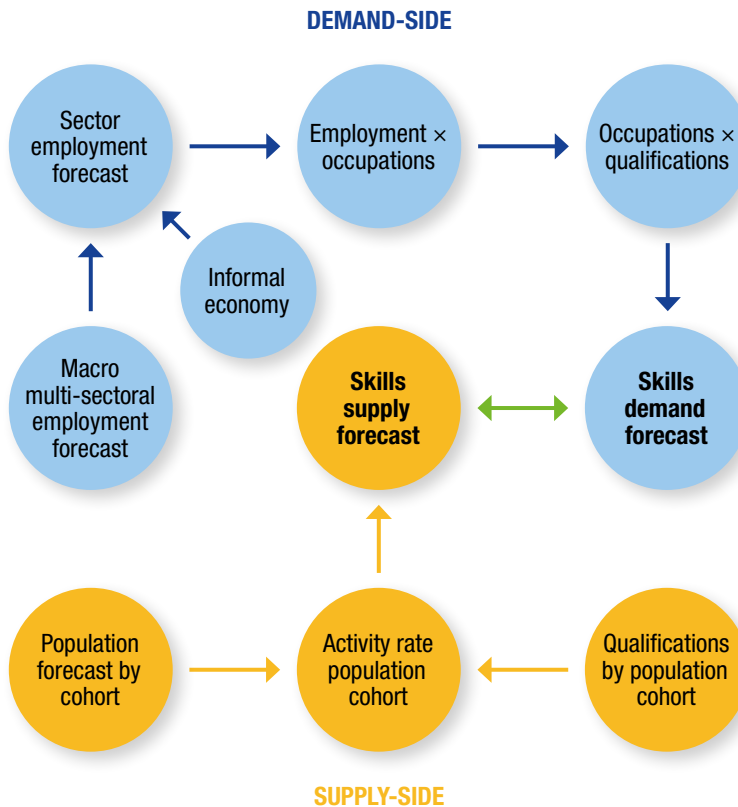 DEMAND-SIDE
Sector
employment
forecast
Employment ×
occupations
Occupations ×
qualifications
Informal
economy
Macro
multi-sectoral
employment
forecast
Skills
supply
forecast
Skills
demand
forecast
Population
forecast by
cohort
Activity rate
population
cohort
Qualifications
by population
cohort
SUPPLY-SIDE